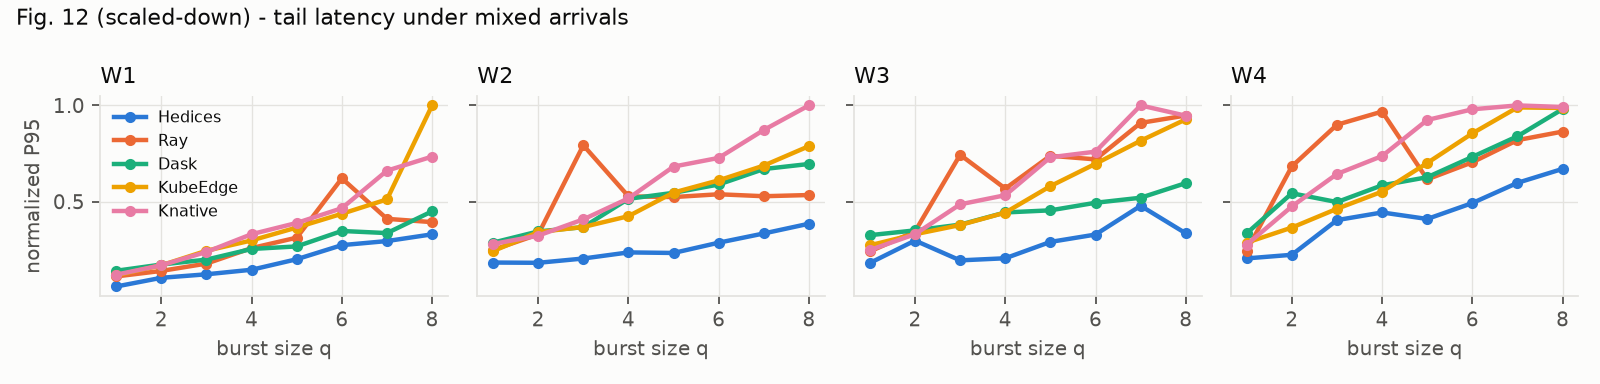 Fig. 12 (scaled-down) - tail latency under mixed arrivals
W1 W2 W3 W4
normalized P95
1.0
0.5
Hedices
Ray
Dask
KubeEdge
Knative
2 4 6 8 2 4 6 8 2 4 6 8 2 4 6 8
burst size q burst size q burst size q burst size q